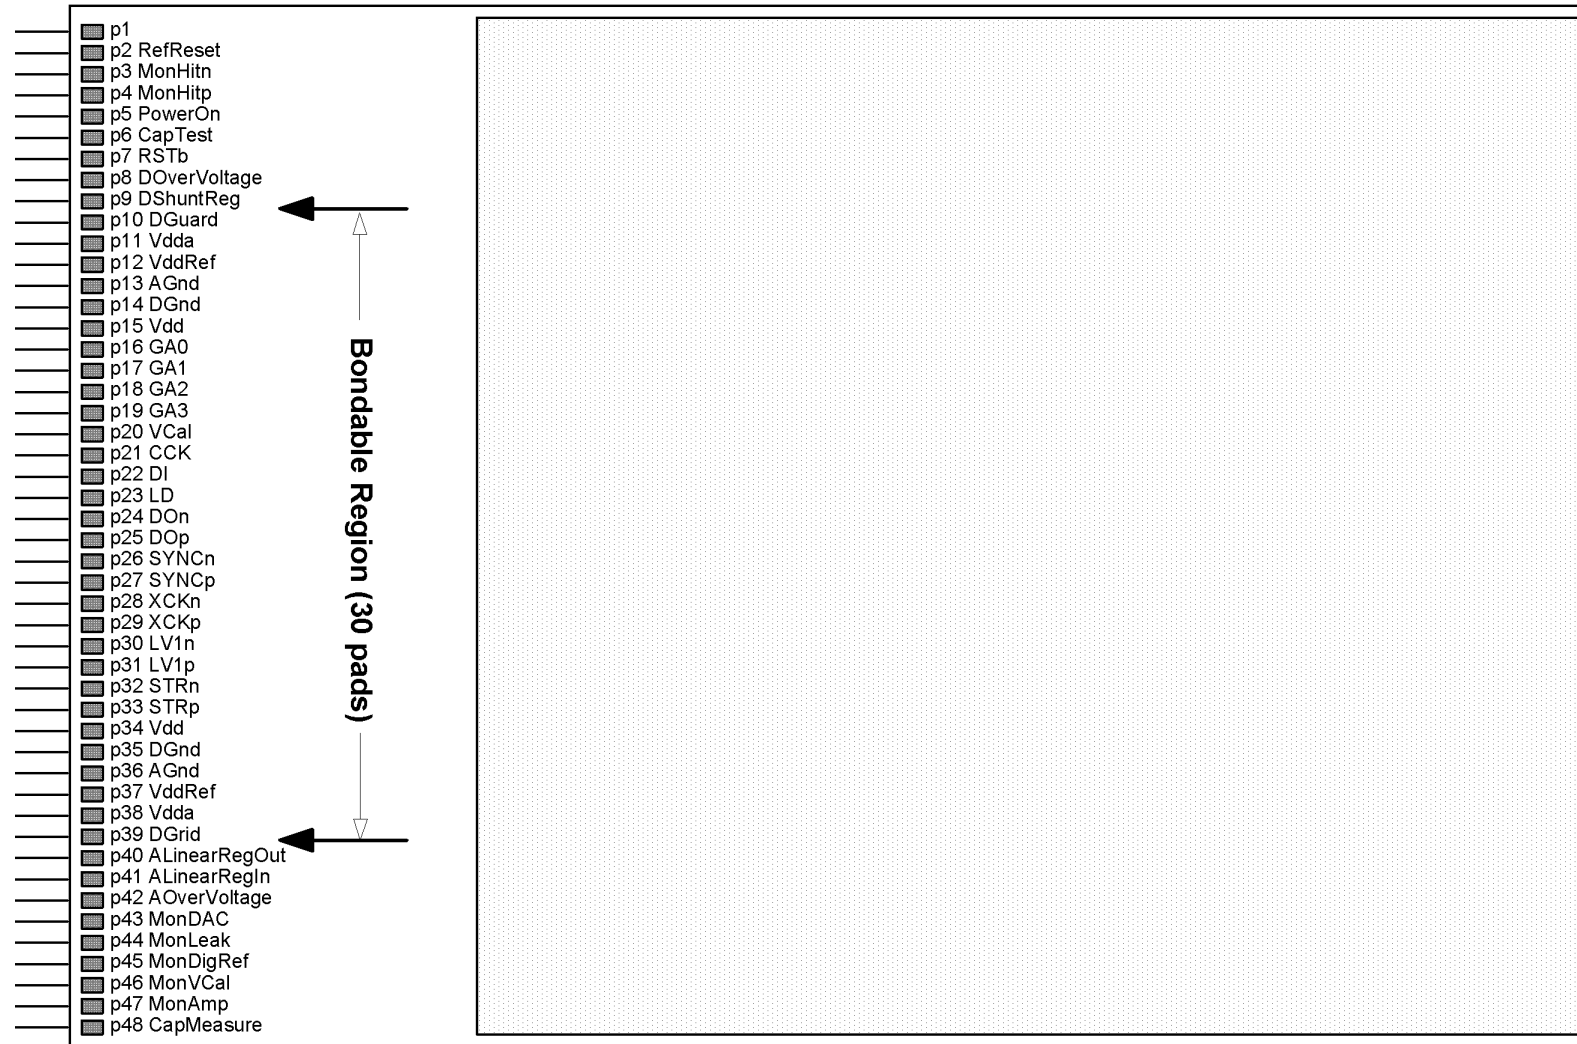 p1
p2 RefReset
p3 MonHitn
p4 MonHitp
p5 PowerOn
p6 CapTest
p7 RSTb
p8 DOverVoltage
p9 DShuntReg
p10 DGuard
p11 Vdda
p12 VddRef
p13 AGnd
p14 DGnd
p15 Vdd
p16 GA0
p17 GA1
p18 GA2
p19 GA3
p20 VCal
p21 CCK
p22 DI
p23 LD
p24 DOn
p25 DOp
p26 SYNCn
p27 SYNCp
p28 XCKn
p29 XCKp
p30 LV1n
p31 LV1p
p32 STRn
p33 STRp
p34 Vdd
p35 DGnd
p36 AGnd
p37 VddRef
p38 Vdda
p39 DGrid
p40 ALinearRegOut
p41 ALinearRegIn
p42 AOverVoltage
p43 MonDAC
p44 MonLeak
p45 MonDigRef
p46 MonVCal
p47 MonAmp
p48 CapMeasure
Bondable Region (30 pads)